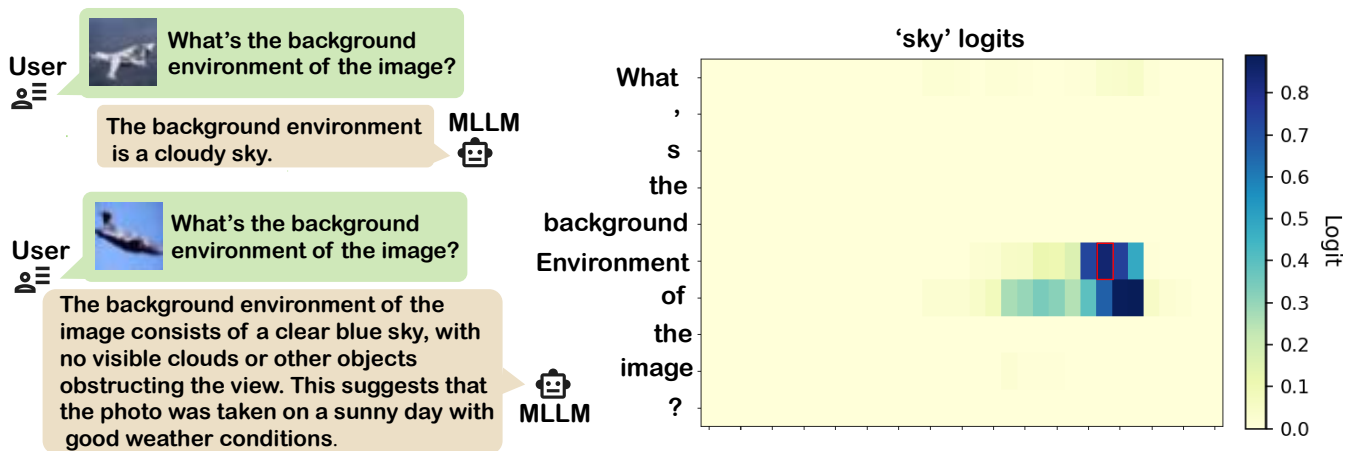 User
What's the background
environment of the image?
The background environment
is a cloudy sky.
MLLM
User
What's the background
environment of the image?
The background environment of the
image consists of a clear blue sky, with
no visible clouds or other objects
obstructing the view. This suggests that
the photo was taken on a sunny day with
good weather conditions.
MLLM
'sky' logits
What
'
s
the
background
Environment
of
the
image
?
0.8
0.7
0.6
0.5
0.4
0.3
0.2
0.1
0.0
Logit